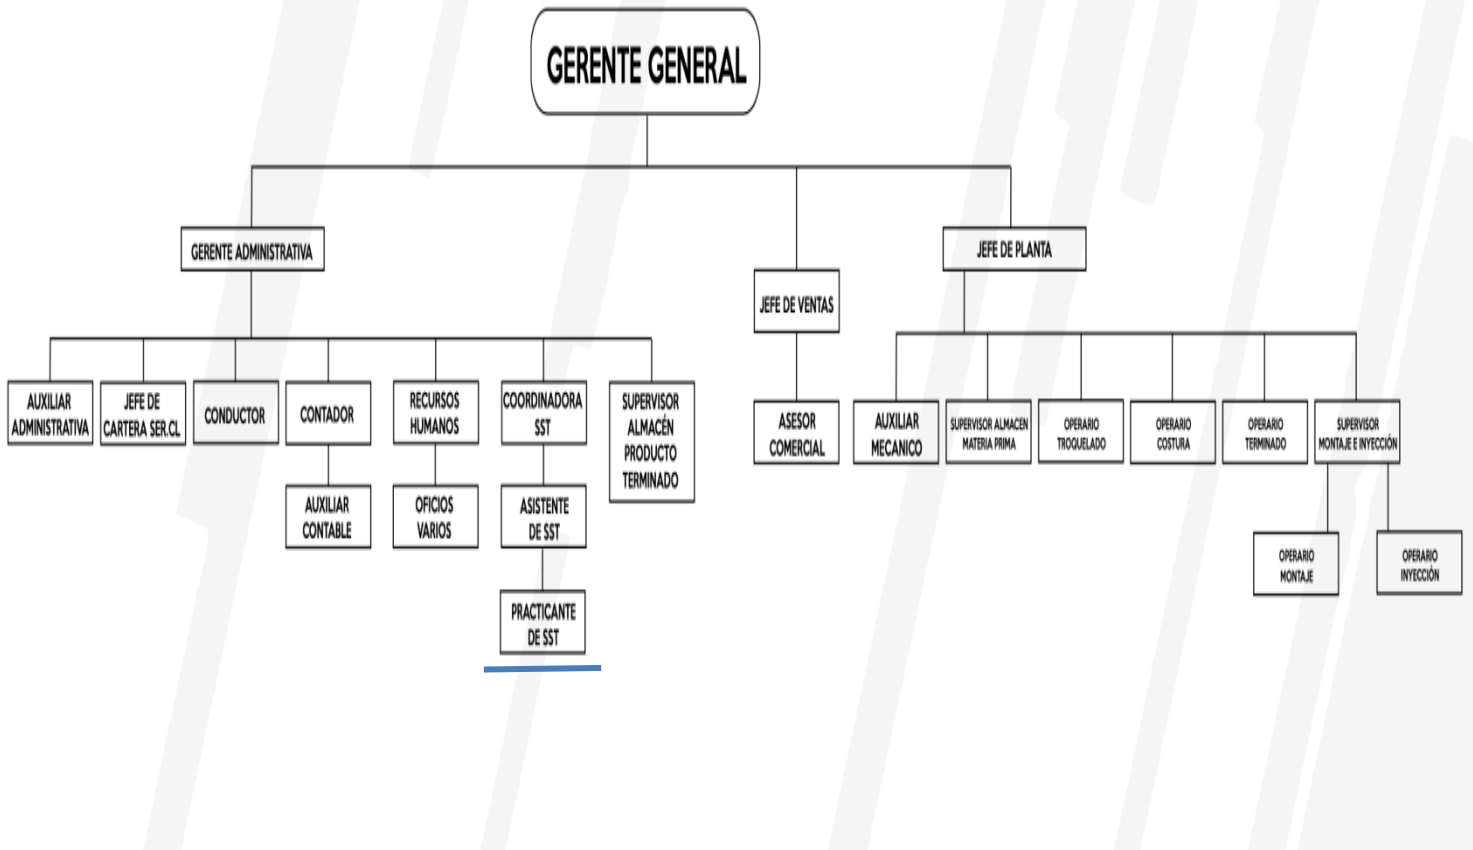 GERENTE GENERAL
GERENTE ADMINISTRATIVA
JEFE DE VENTAS
JEFE DE PLANTA
AUXILIAR
ADMINISTRATIVA
JEFE DE
CARTERA SER.CL
CONDUCTOR
CONTADOR
RECURSOS
HUMANOS
COORDINADORA
SST
SUPERVISOR
ALMACÉN
PRODUCTO
TERMINADO
ASESOR
COMERCIAL
AUXILIAR
MECANICO
SUPERVISOR ALMACEN
MATERIA PRIMA
OPERARIO
TROQUELADO
OPERARIO
COSTURA
OPERARIO
TERMINADO
SUPERVISOR
MONTAJE E INYECCIÓN
AUXILIAR
CONTABLE
OFICIOS
VARIOS
ASISTENTE
DE SST
OPERARIO
MONTAJE
OPERARIO
INYECCIÓN
PRACTICANTE
DE SST